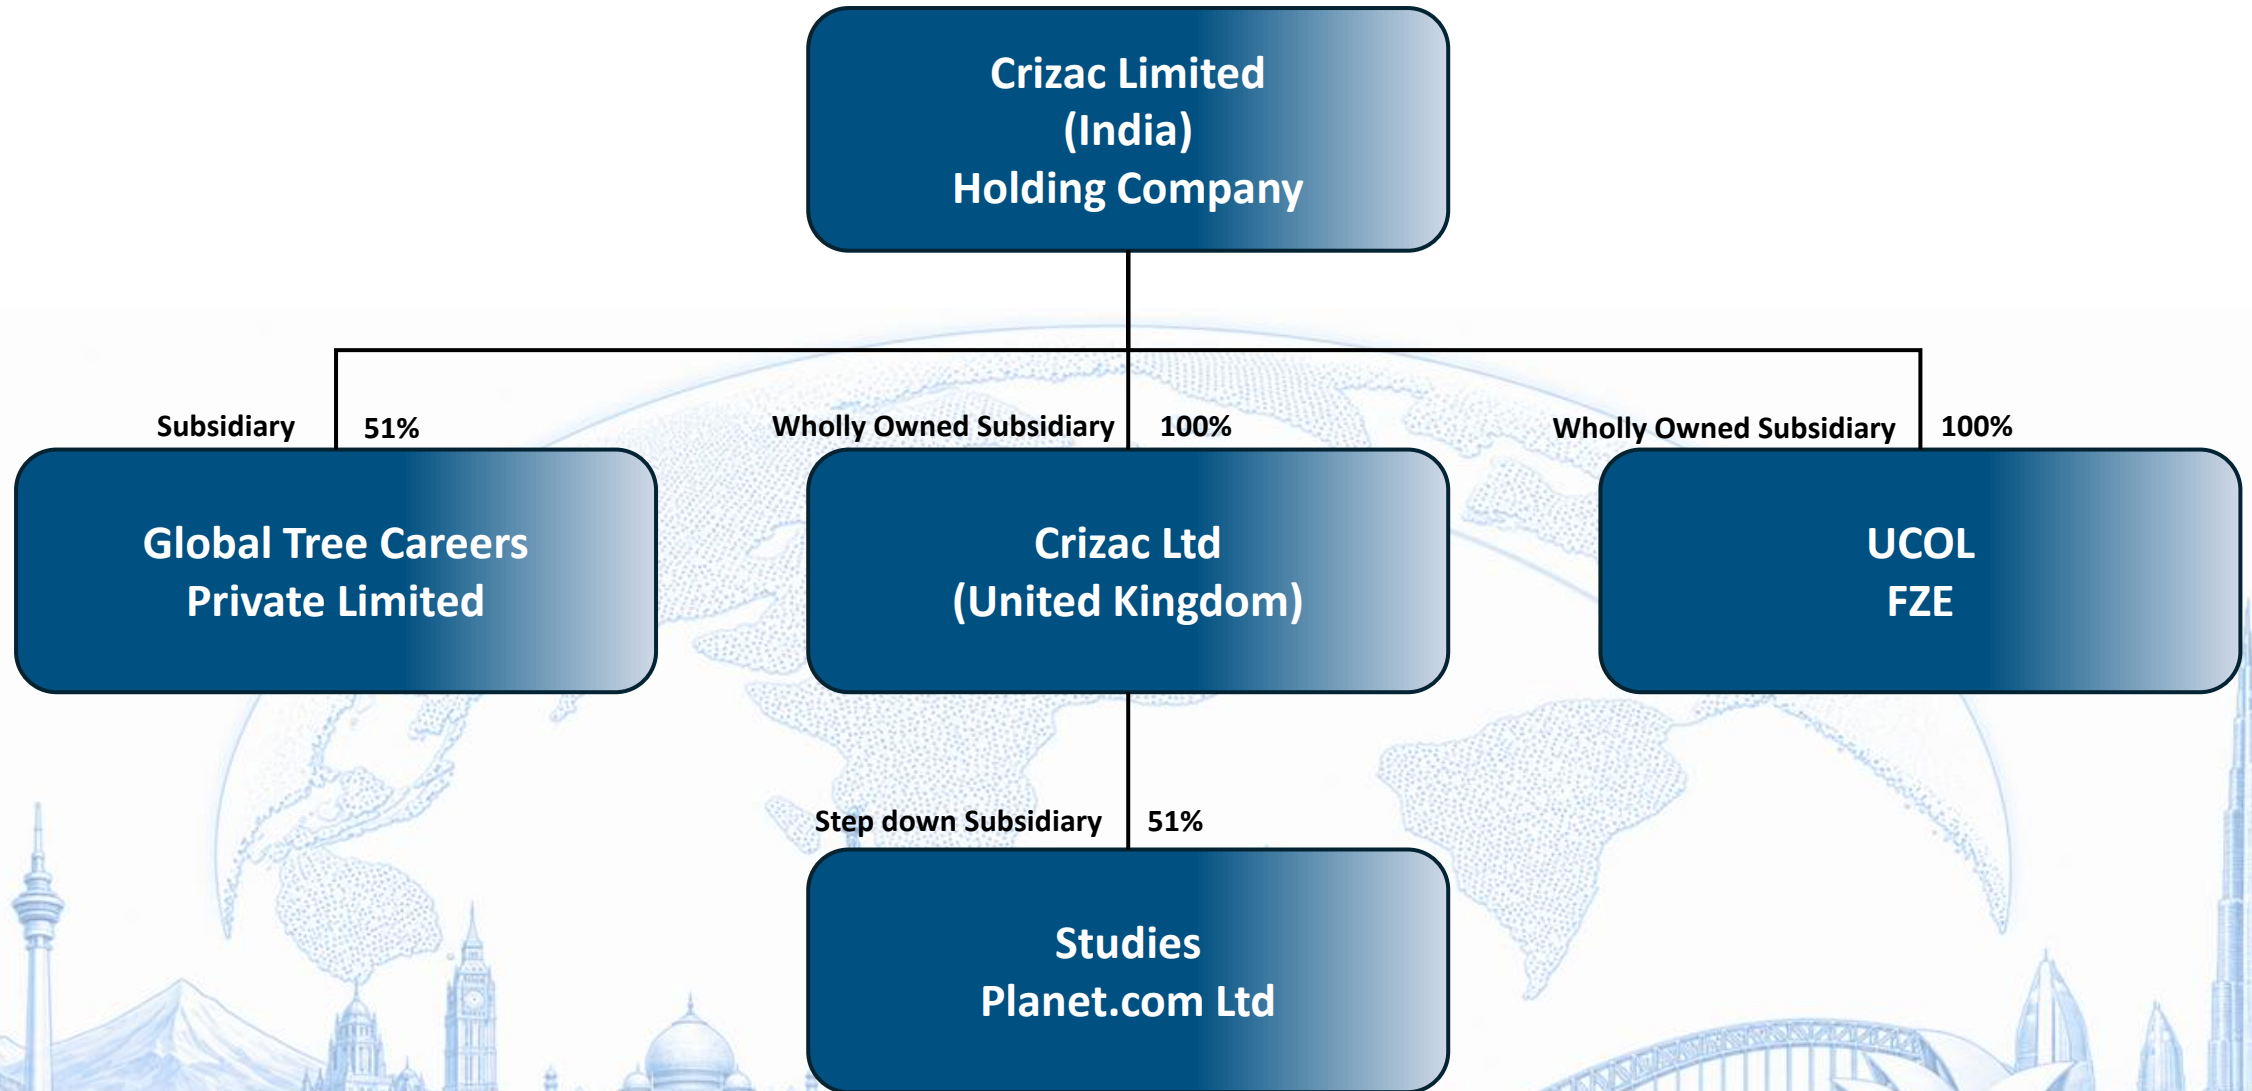 Crizac Limited
(India)
Holding Company
Subsidiary 51%
Wholly Owned Subsidiary 100%
Wholly Owned Subsidiary 100%
Global Tree Careers
Private Limited
Crizac Ltd
(United Kingdom)
UCOL
FZE
Step down Subsidiary 51%
Studies
Planet.com Ltd